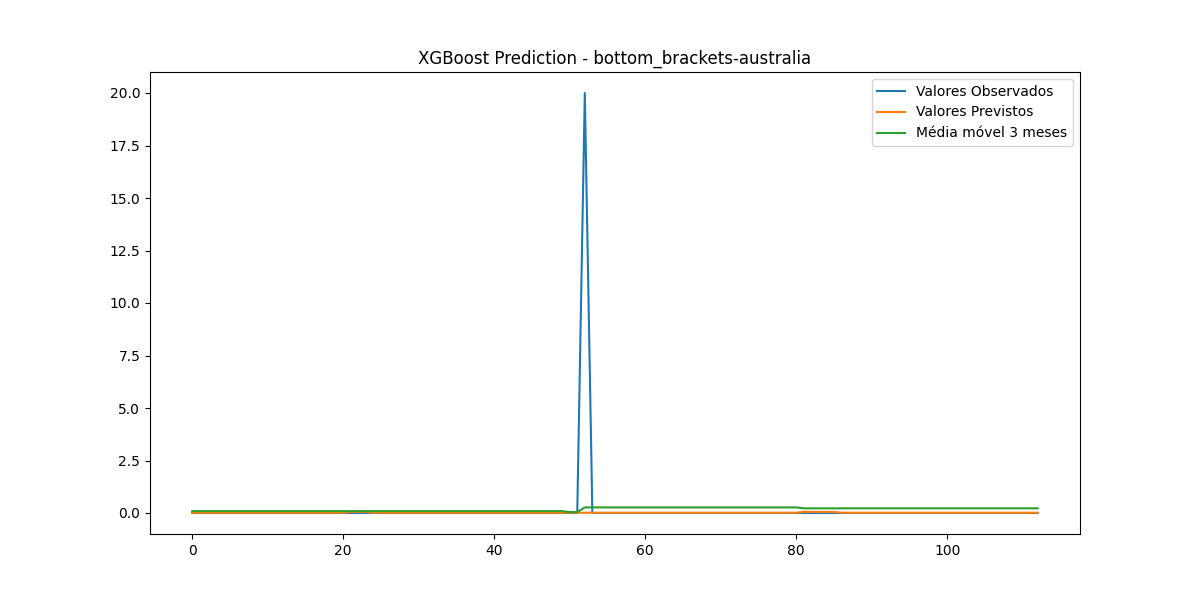 XGBoost Prediction - bottom_brackets-australia
Valores Observados
Valores Previstos
Média móvel 3 meses
20.0
17.5
15.0
12.5
10.0
7.5
5.0
2.5
0.0
0 20 40 60 80 100